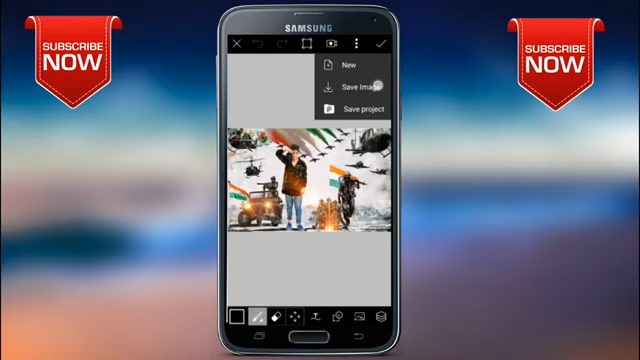 SUBSCRIBE
NOW
SAMSUNG
New
Save Image
Save project
SUBSCRIBE
NOW